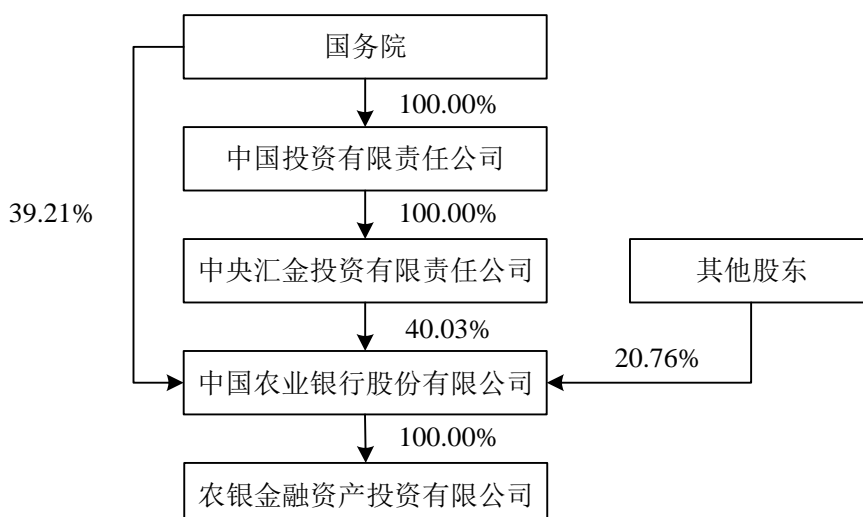 国务院
100.00%
中国投资有限责任公司
39.21%
100.00%
中央汇金投资有限责任公司
其他股东
40.03%
20.76%
中国农业银行股份有限公司
100.00%
农银金融资产投资有限公司